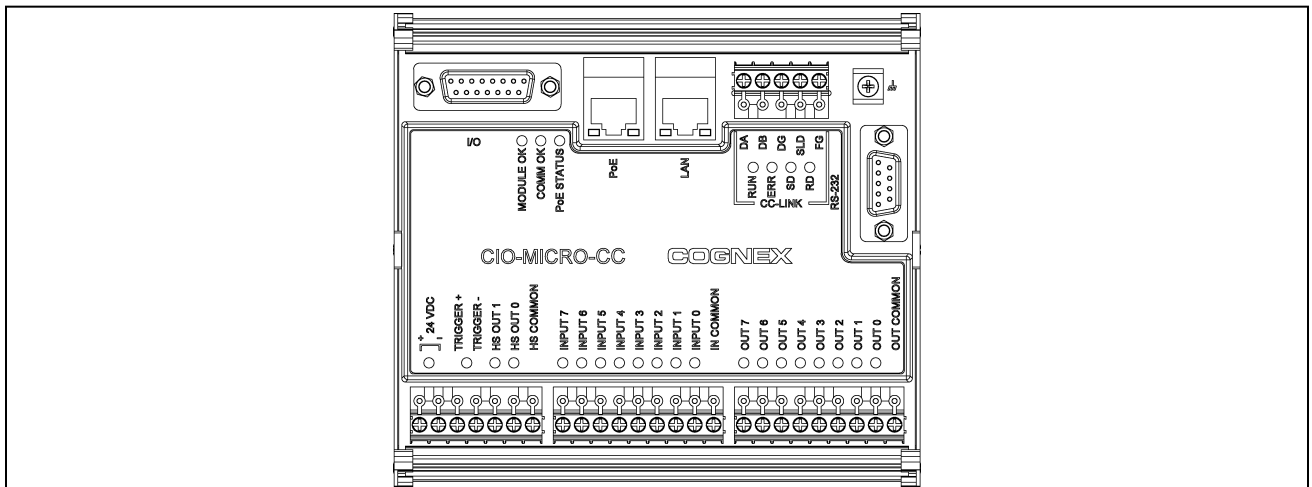 I/O
MODULE OK
COMM OK
PoE STATUS
PoE
LAN
DA
DB
DG
SLD
FG
RUN
ERR
SD
RD
CC-LINK
RS-232
CIO-MICRO-CC
COGNEX
+
-
24 VDC
TRIGGER +
TRIGGER -
HS OUT 1
HS OUT 0
HS COMMON
INPUT 7
INPUT 6
INPUT 5
INPUT 4
INPUT 3
INPUT 2
INPUT 1
INPUT 0
IN COMMON
OUT 7
OUT 6
OUT 5
OUT 4
OUT 3
OUT 2
OUT 1
OUT 0
OUT COMMON